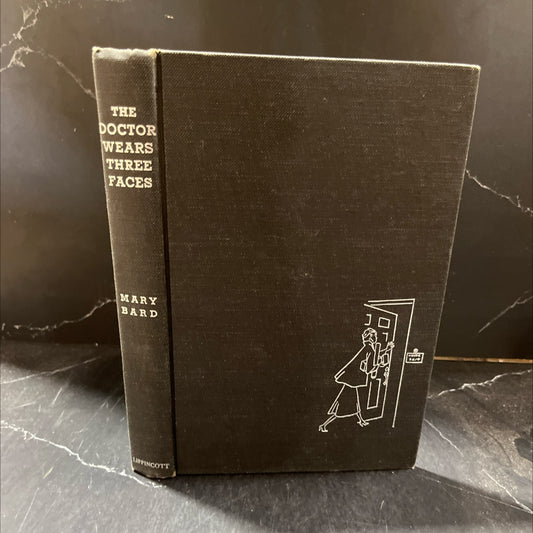 THE
DOCTOR
WEARS
THREE
FACES
MARY
BARD
LIPPINCOTT